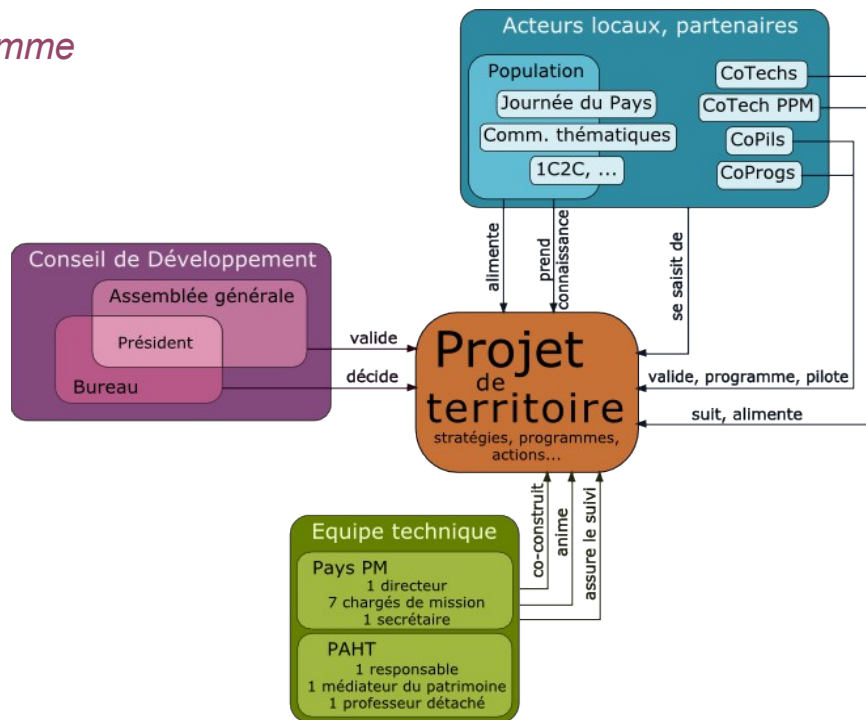 mme
Acteurs locaux, partenaires
Population
Journée du Pays
Comm. thématiques
1C2C, ...
CoTechs
CoTech PPM
CoPils
CoProgs
alimente
prend
connaissance
se saisit de
Conseil de Développement
Assemblée générale
Président
Bureau
valide
décide
Projet
de
territoire
stratégies, programmes,
actions...
valide, programme, pilote
suit, alimente
co-construit
anime
assure le suivi
Equipe technique
Pays PM
1 directeur
7 chargés de mission
1 secrétaire
PAHT
1 responsable
1 médiateur du patrimoine
1 professeur détaché